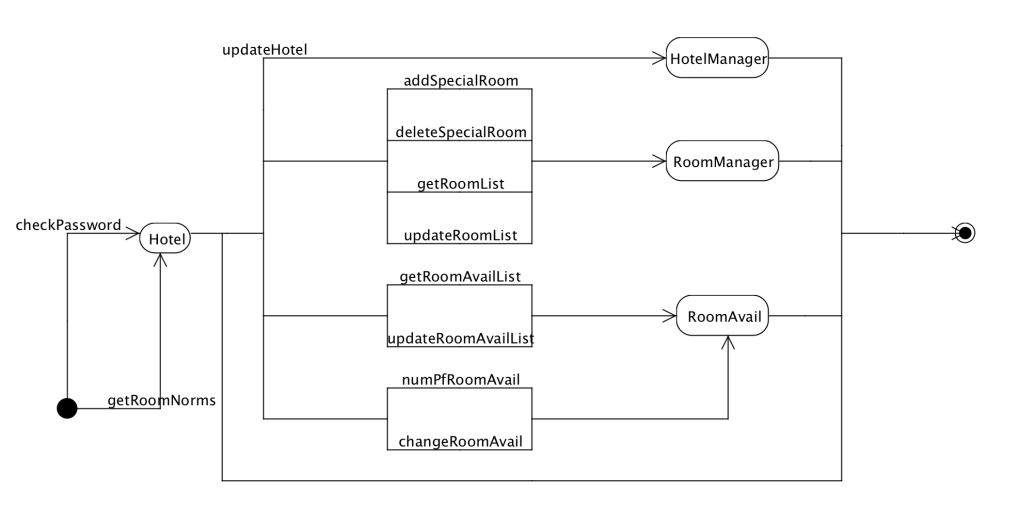 updateHotel
HotelManager
addSpecialRoom
deleteSpecialRoom
RoomManager
getRoomList
checkPassword
Hotel
updateRoomList
getRoomAvailList
RoomAvail
updateRoomAvailList
numPfRoomAvail
getRoomNorms
changeRoomAvail